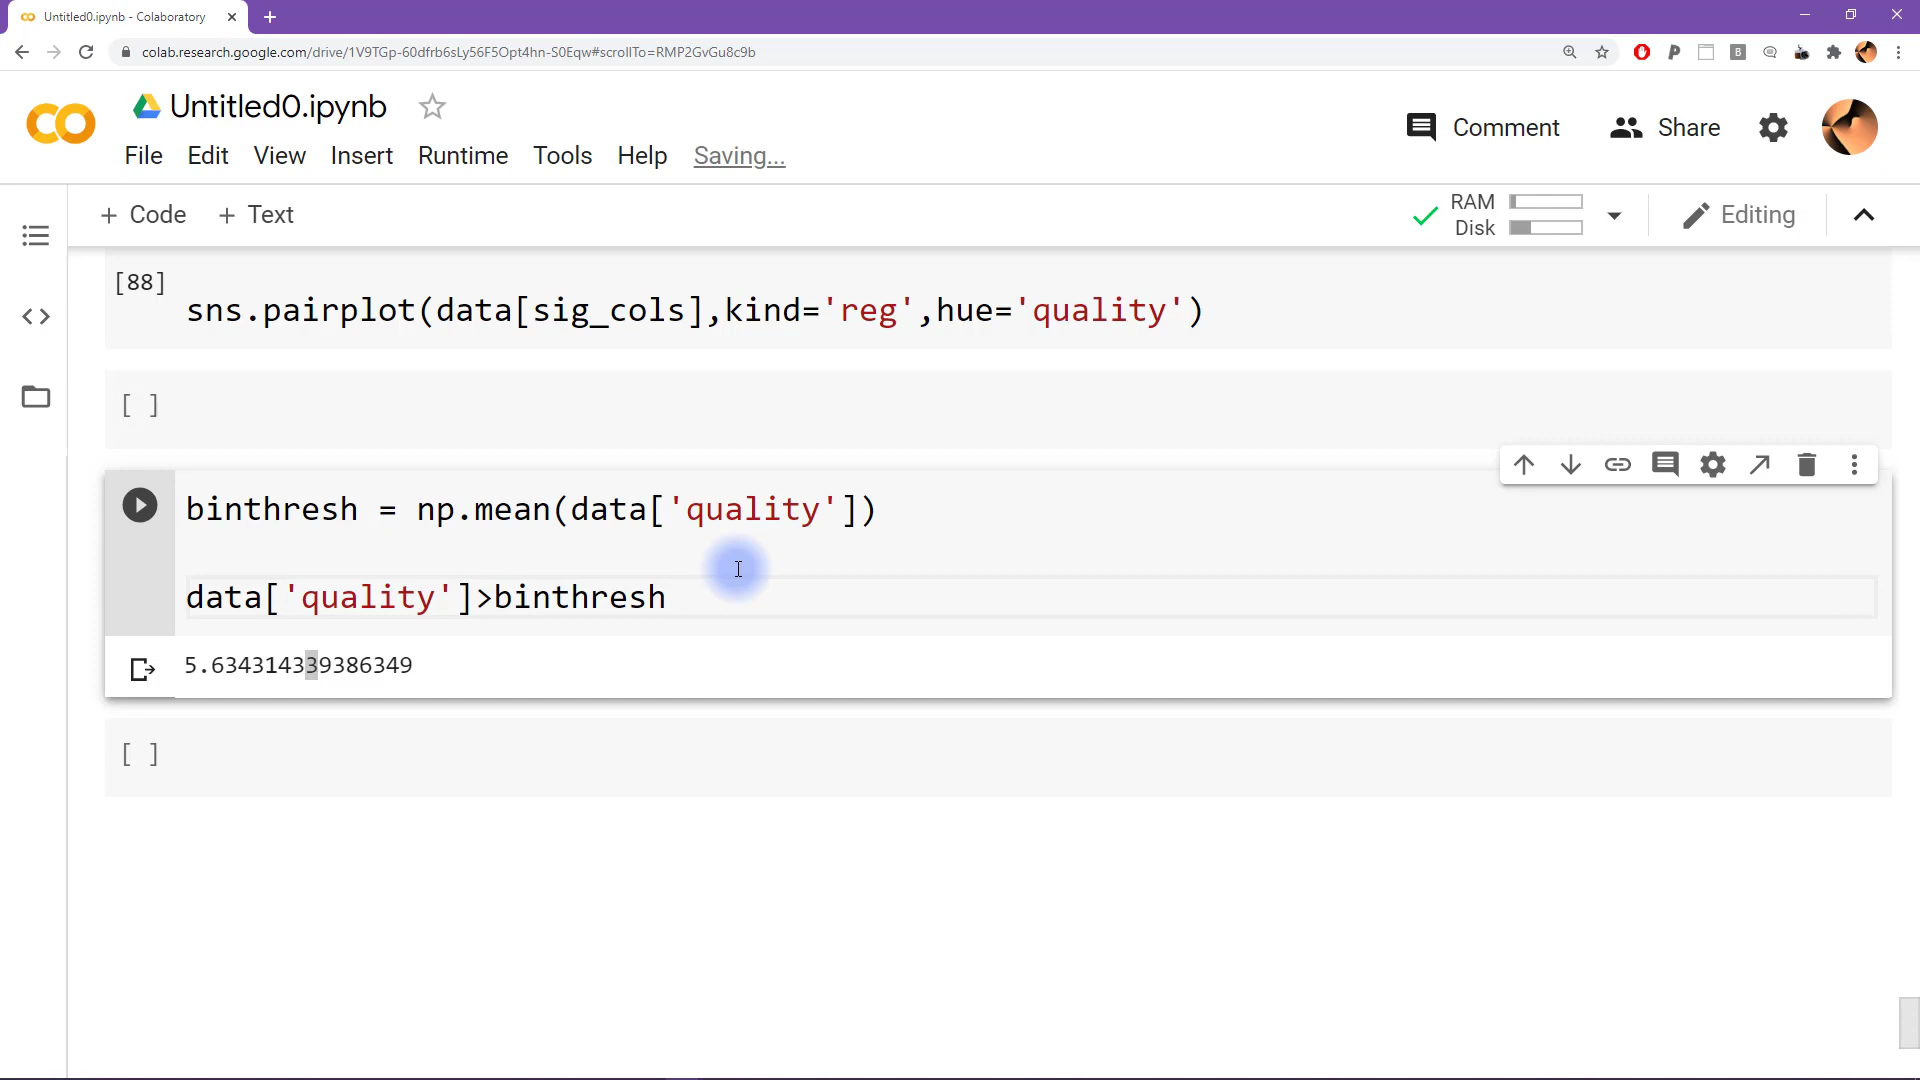 Untitled0.ipynb - Colaboratory
colab.research.google.com/drive/1V9TGp-60dfrb6sLy56F5Opt4hn-S0Eqw#scrollTo=RMP2GvGu8c9b
Untitled0.ipynb
Comment Share
File Edit View Insert Runtime Tools Help Saving...
+ Code + Text
RAM
Disk
Editing
[88]
sns.pairplot(data[sig_cols],kind='reg',hue='quality')
[ ]
binthresh = np.mean(data['quality'])
data['quality']>binthresh
5.634314339386349
[ ]